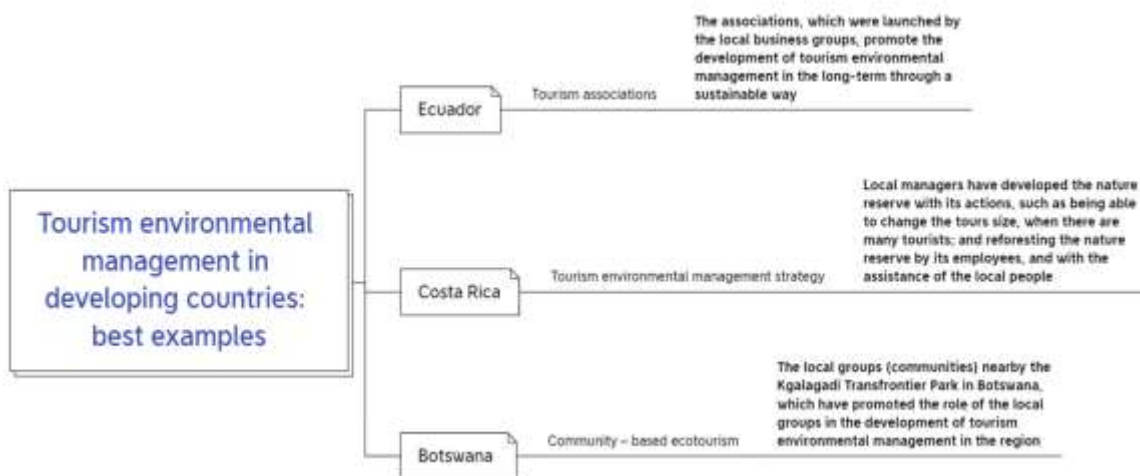 Tourism environmental
management in
developing countries:
best examples
Ecuador
Tourism associations
The associations, which were launched by
the local business groups, promote the
development of tourism environmental
management in the long-term through a
sustainable way
Costa Rica
Tourism environmental management strategy
Local managers have developed the nature
reserve with its actions, such as being able
to change the tours size, when there are
many tourists; and reforesting the nature
reserve by its employees, and with the
assistance of the local people
Botswana
Community – based ecotourism
The local groups (communities) nearby the
Kgalagadi Transfrontier Park in Botswana,
which have promoted the role of the local
groups in the development of tourism
environmental management in the region